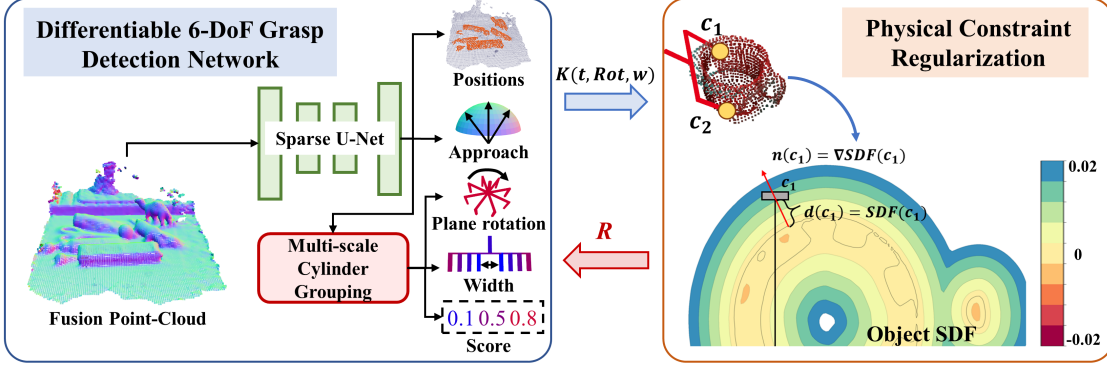 Differentiable 6-DoF Grasp
Detection Network
Positions
Sparse U-Net
Approach
Plane rotation
Multi-scale
Cylinder
Grouping
Width
0.1 0.5 0.8
Score
Fusion Point-Cloud
K(t, Rot, w)
R
Physical Constraint
Regularization
c₁
c₂
n(c₁) = ∇SDF(c₁)
c₁
d(c₁) = SDF(c₁)
Object SDF
0.02
0
-0.02